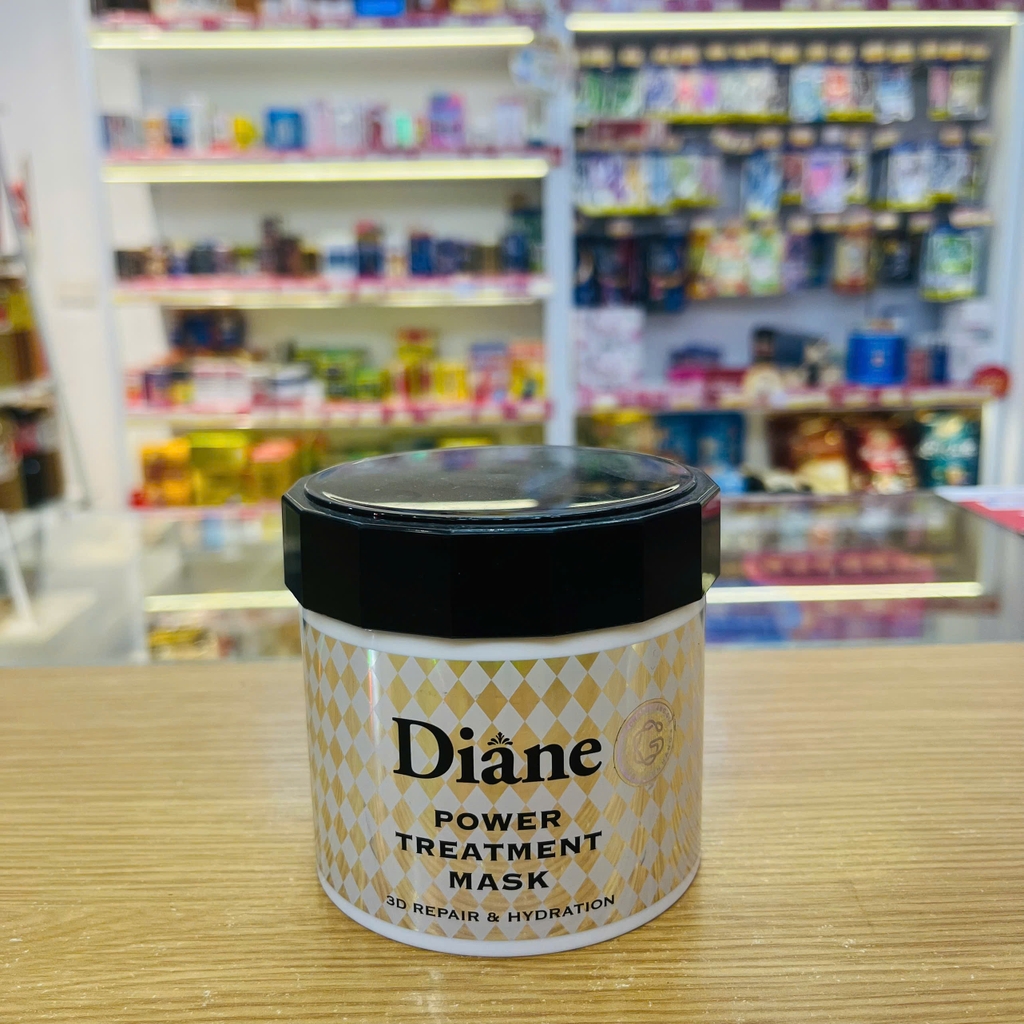 Diane
POWER
TREATMENT
MASK
3D REPAIR & HYDRATION